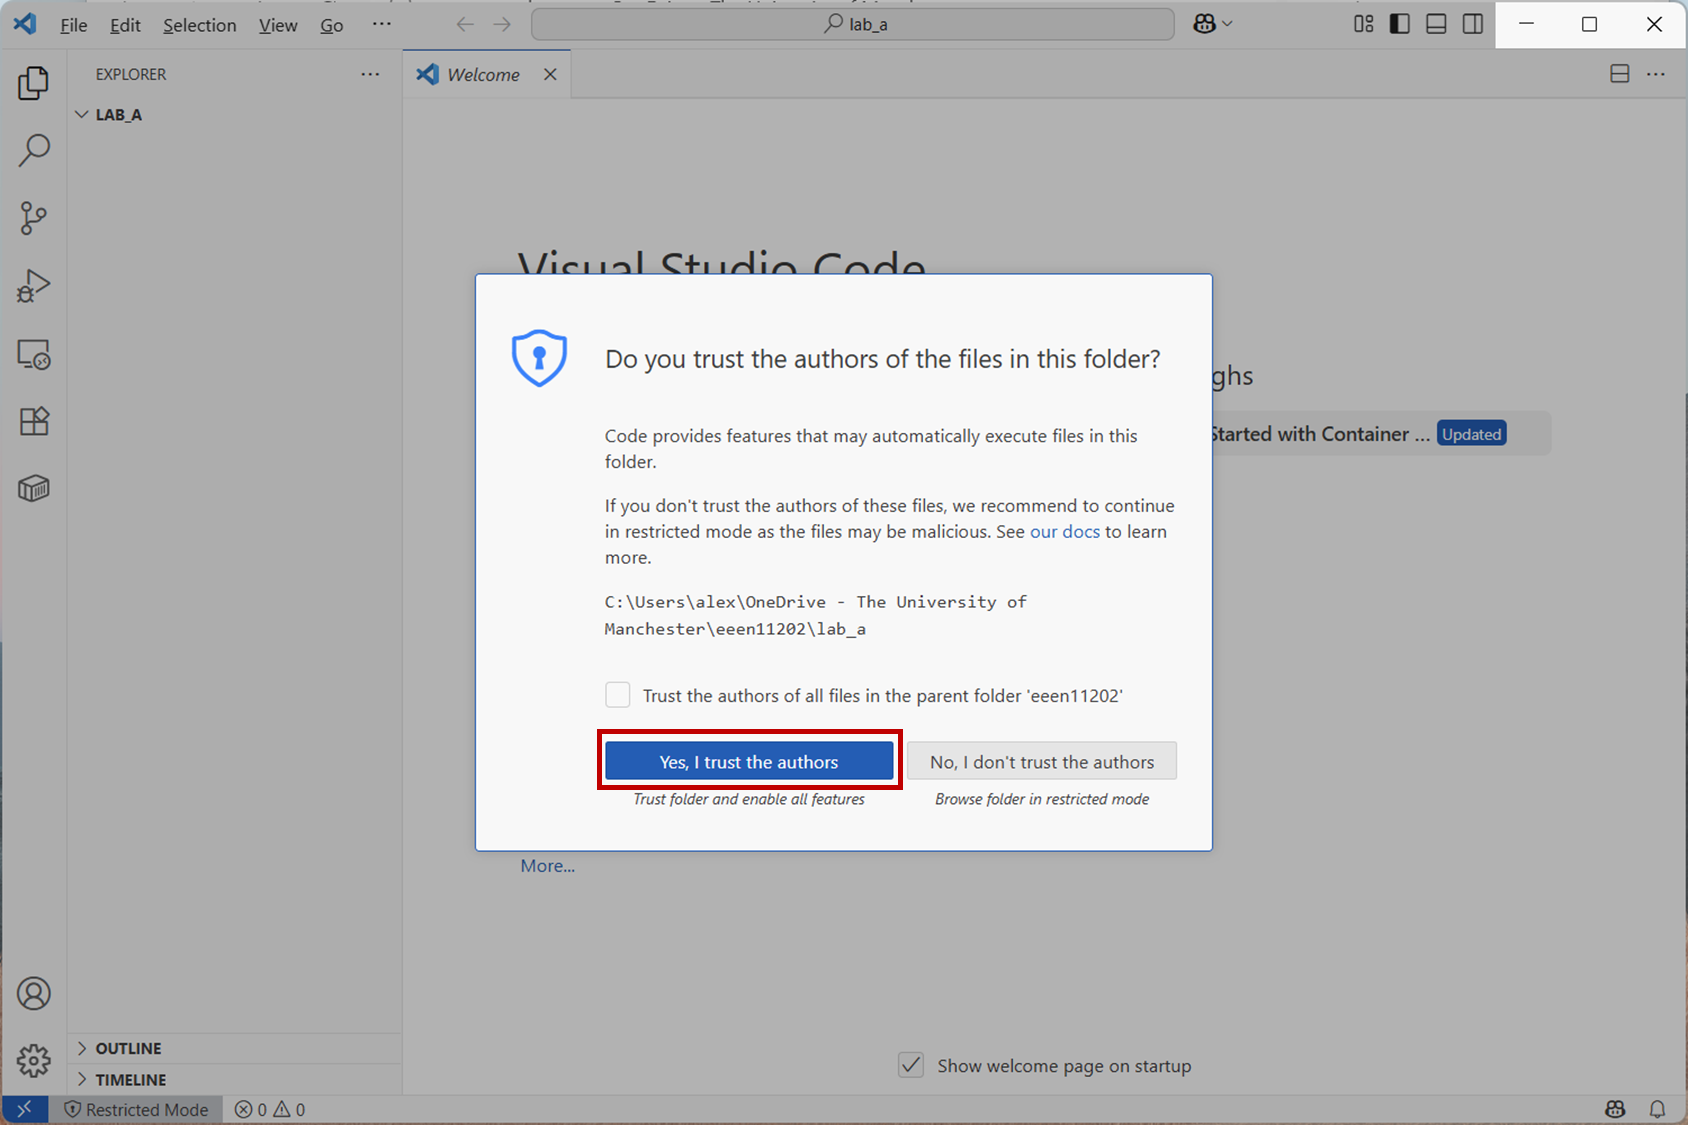 File Edit Selection View Go ... lab_a
EXPLORER ...
Welcome
...
LAB_A
Visual Studio Code
Do you trust the authors of the files in this folder?
ghs
Code provides features that may automatically execute files in this
folder.
Started with Container ... Updated
If you don't trust the authors of these files, we recommend to continue
in restricted mode as the files may be malicious. See our docs to learn
more.
C:\Users\alex\OneDrive - The University of
Manchester\eeen11202\lab_a
Trust the authors of all files in the parent folder 'eeen11202'
Yes, I trust the authors
No, I don't trust the authors
Trust folder and enable all features
Browse folder in restricted mode
More...
OUTLINE
Show welcome page on startup
TIMELINE
Restricted Mode 0 0